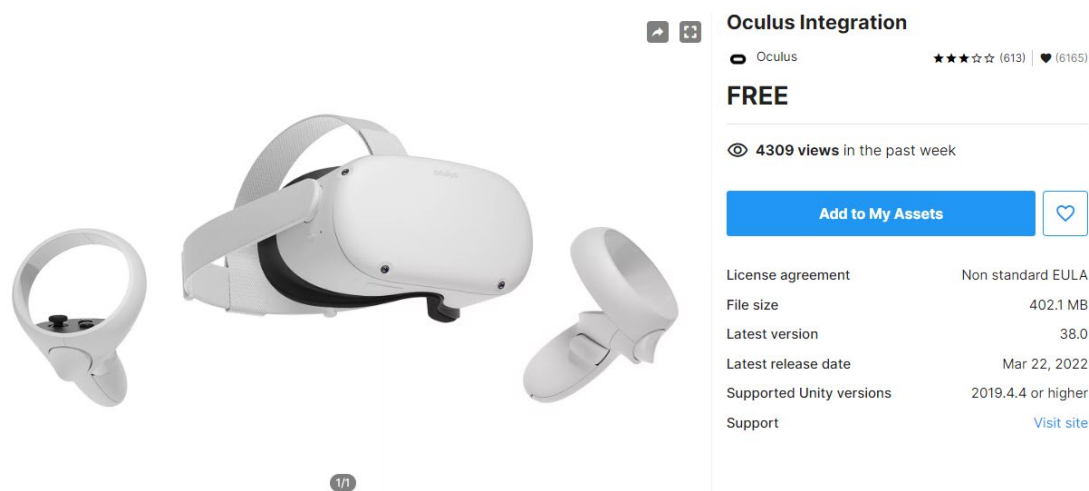 Oculus Integration
Oculus
(613) (6165)
FREE
4309 views in the past week
Add to My Assets
License agreement Non standard EULA
File size 402.1 MB
Latest version 38.0
Latest release date Mar 22, 2022
Supported Unity versions 2019.4.4 or higher
Support Visit site
oculus
1/1